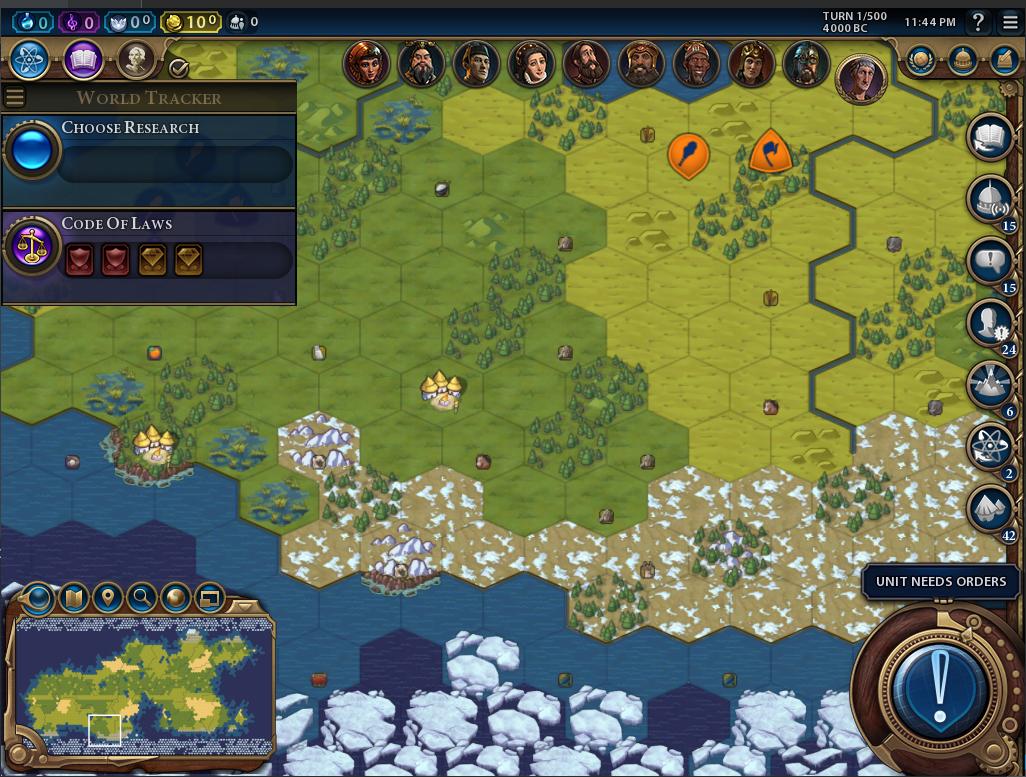 0 0 0⁰ 10⁰ 0
TURN 1/500
4000 BC
11:44 PM ?
WORLD TRACKER
CHOOSE RESEARCH
CODE OF LAWS
15
15
24
6
2
42
UNIT NEEDS ORDERS